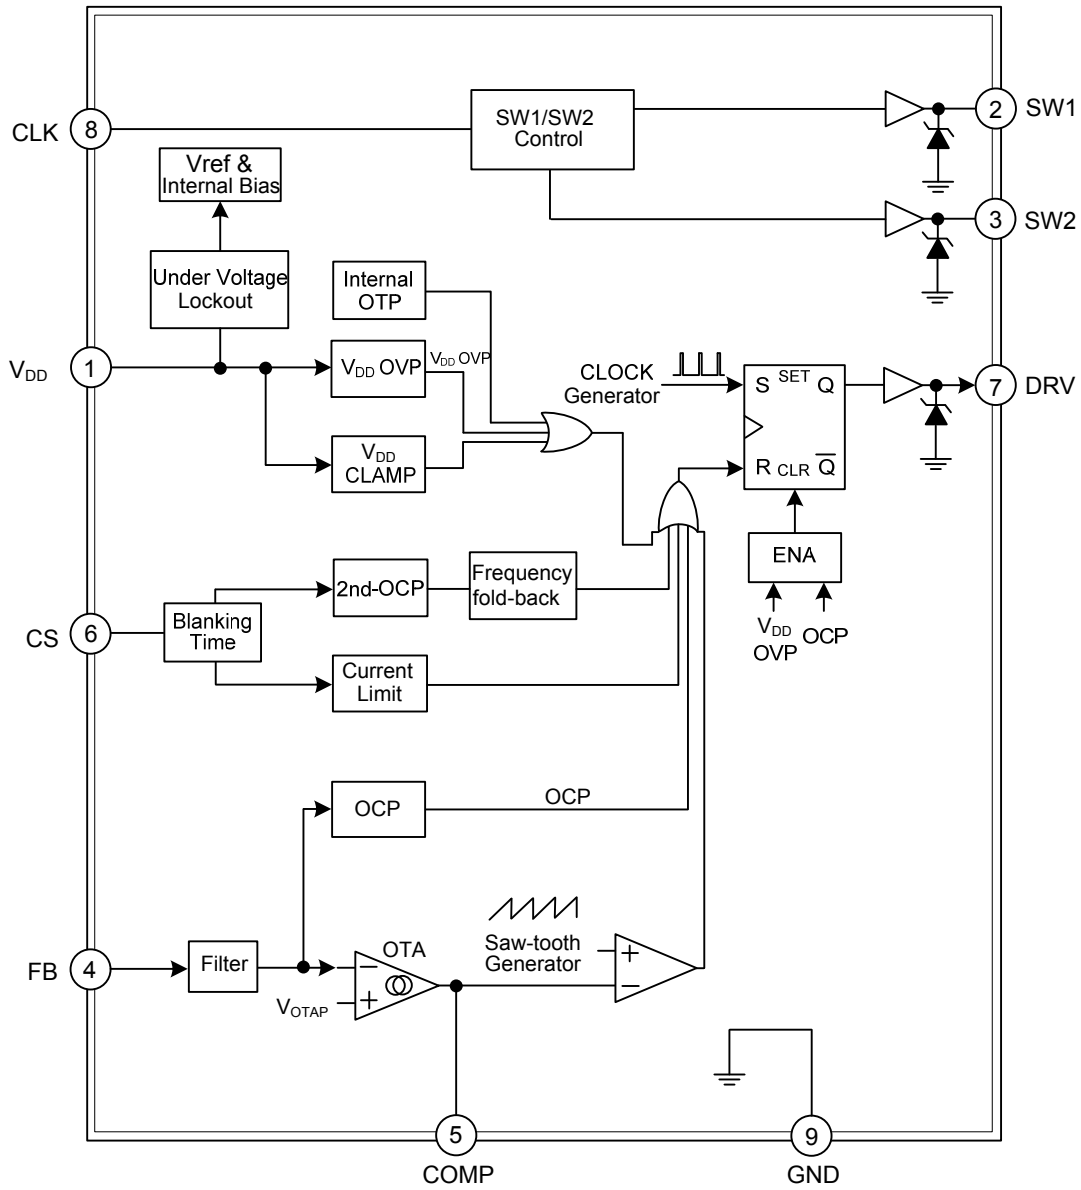 CLK
8
SW1/SW2
Control
2
SW1
Vref &
Internal Bias
3
SW2
Under Voltage
Lockout
Internal
OTP
VDD
1
VDD OVP
VDD OVP
VDD
CLAMP
CLOCK
Generator
S SET Q
R CLR Q̅
7
DRV
ENA
VDD
OVP
OCP
CS
6
Blanking
Time
2nd-OCP
Frequency
fold-back
Current
Limit
OCP
OCP
FB
4
Filter
OTA
−
+
VOTAP
Saw-tooth
Generator
+
−
5
COMP
9
GND